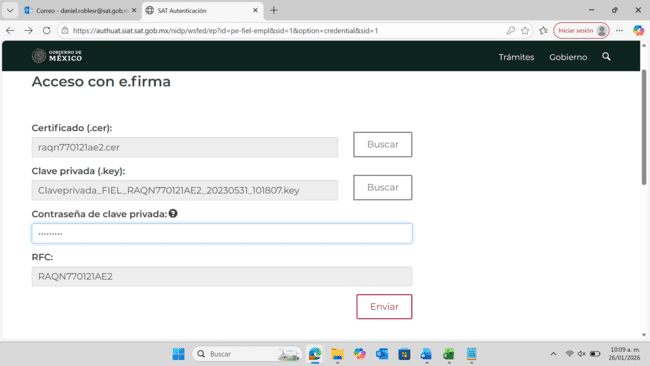 Correo - daniel.roblesr@sat.gob.m
SAT Autenticación
https://authuat.siat.sat.gob.mx/nidp/wsfed/ep?id=pe-fiel-empl&sid=1&option=credential&sid=1
Iniciar sesión
GOBIERNO DE
MÉXICO
Trámites
Gobierno
Acceso con e.firma
Certificado (.cer):
raqn770121ae2.cer
Buscar
Clave privada (.key):
Claveprivada_FIEL_RAQN770121AE2_20230531_101807.key
Buscar
Contraseña de clave privada:
•••••••••
RFC:
RAQN770121AE2
Enviar
Buscar
10:09 a. m.
26/01/2026